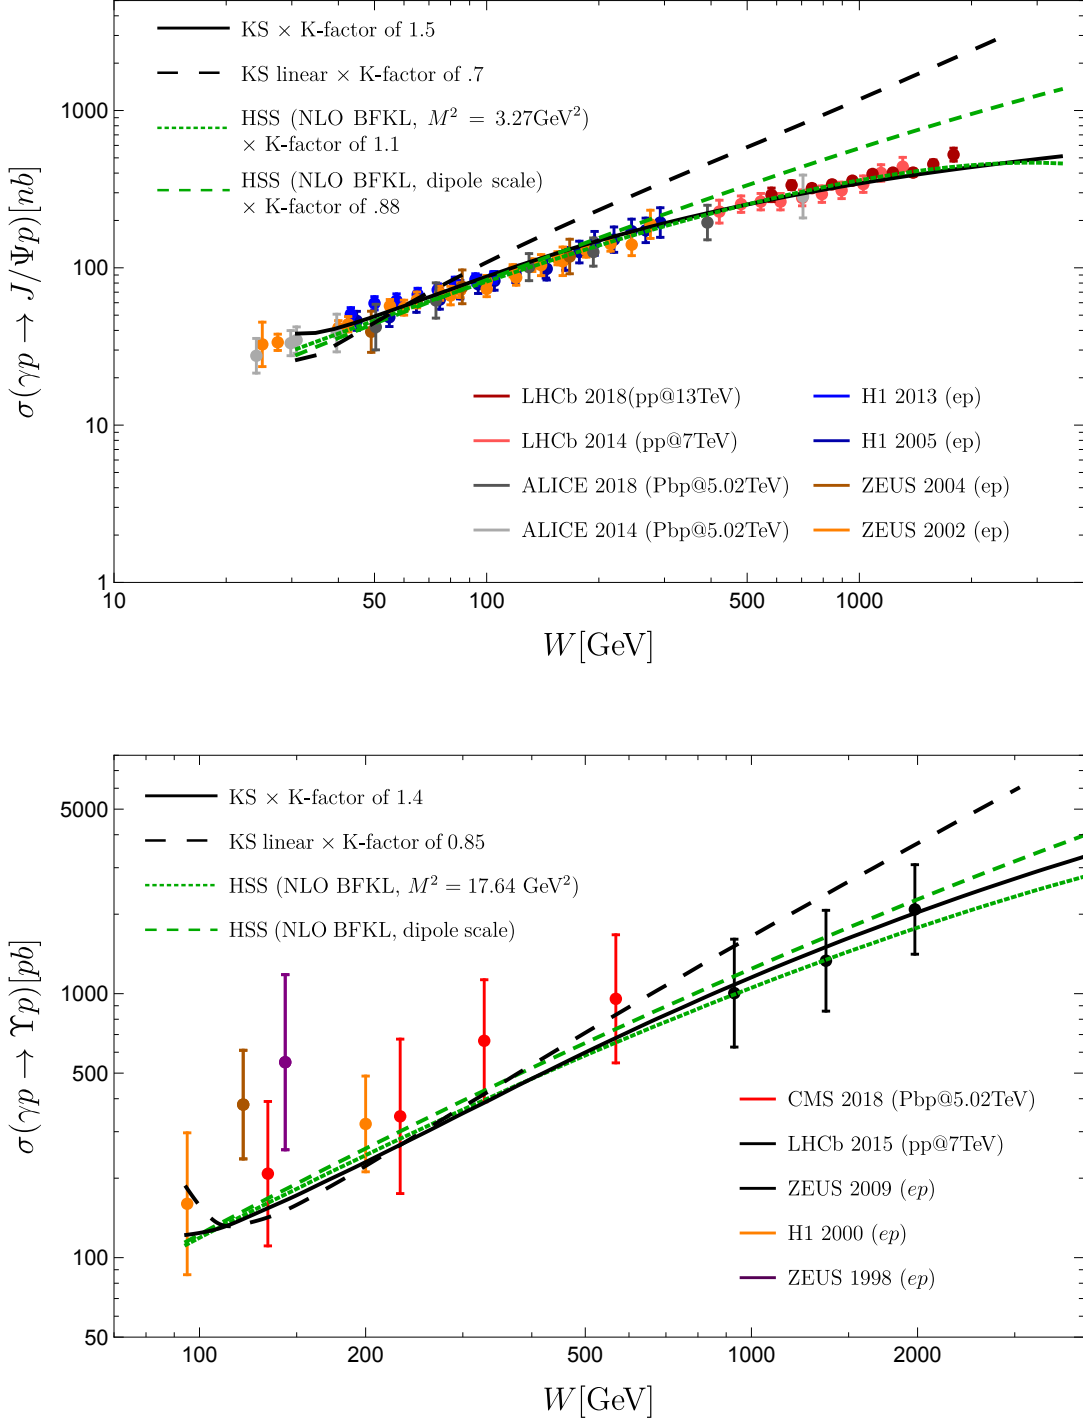 KS × K-factor of 1.5
KS linear × K-factor of .7
HSS (NLO BFKL, M² = 3.27GeV²)
× K-factor of 1.1
HSS (NLO BFKL, dipole scale)
× K-factor of .88
σ(γp → J/Ψp))[nb]
1000
100
10
1
LHCb 2018(pp@13TeV)
LHCb 2014 (pp@7TeV)
ALICE 2018 (Pbp@5.02TeV)
ALICE 2014 (Pbp@5.02TeV)
H1 2013 (ep)
H1 2005 (ep)
ZEUS 2004 (ep)
ZEUS 2002 (ep)
10 50 100 500 1000
W[GeV]
KS × K-factor of 1.4
KS linear × K-factor of 0.85
HSS (NLO BFKL, M² = 17.64 GeV²)
HSS (NLO BFKL, dipole scale)
σ(γp → Υp))[pb]
5000
1000
500
100
50
CMS 2018 (Pbp@5.02TeV)
LHCb 2015 (pp@7TeV)
ZEUS 2009 (ep)
H1 2000 (ep)
ZEUS 1998 (ep)
100 200 500 1000 2000
W[GeV]